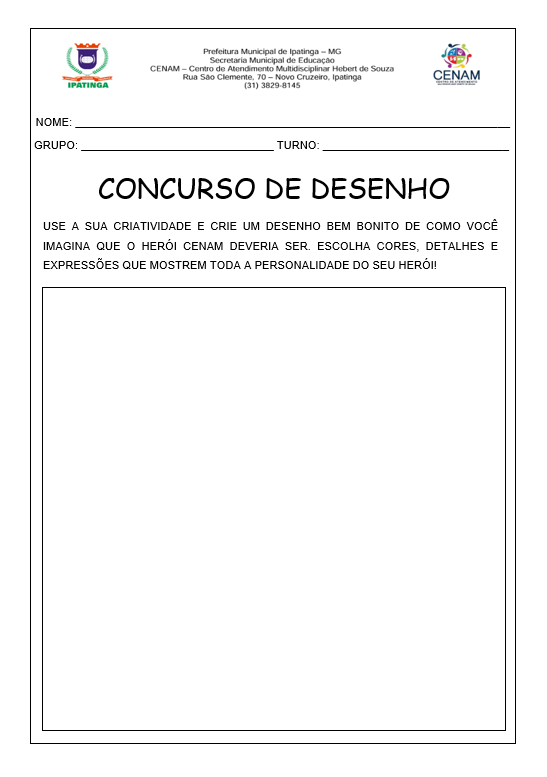 Prefeitura Municipal de Ipatinga – MG
Secretaria Municipal de Educação
CENAM – Centro de Atendimento Multidisciplinar Hebert de Souza
Rua São Clemente, 70 – Novo Cruzeiro, Ipatinga
(31) 3829-8145
IPATINGA
CENAM
NOME:
GRUPO: TURNO:
CONCURSO DE DESENHO
USE A SUA CRIATIVIDADE E CRIE UM DESENHO BEM BONITO DE COMO VOCÊ
IMAGINA QUE O HERÓI CENAM DEVERIA SER. ESCOLHA CORES, DETALHES E
EXPRESSÕES QUE MOSTREM TODA A PERSONALIDADE DO SEU HERÓI!